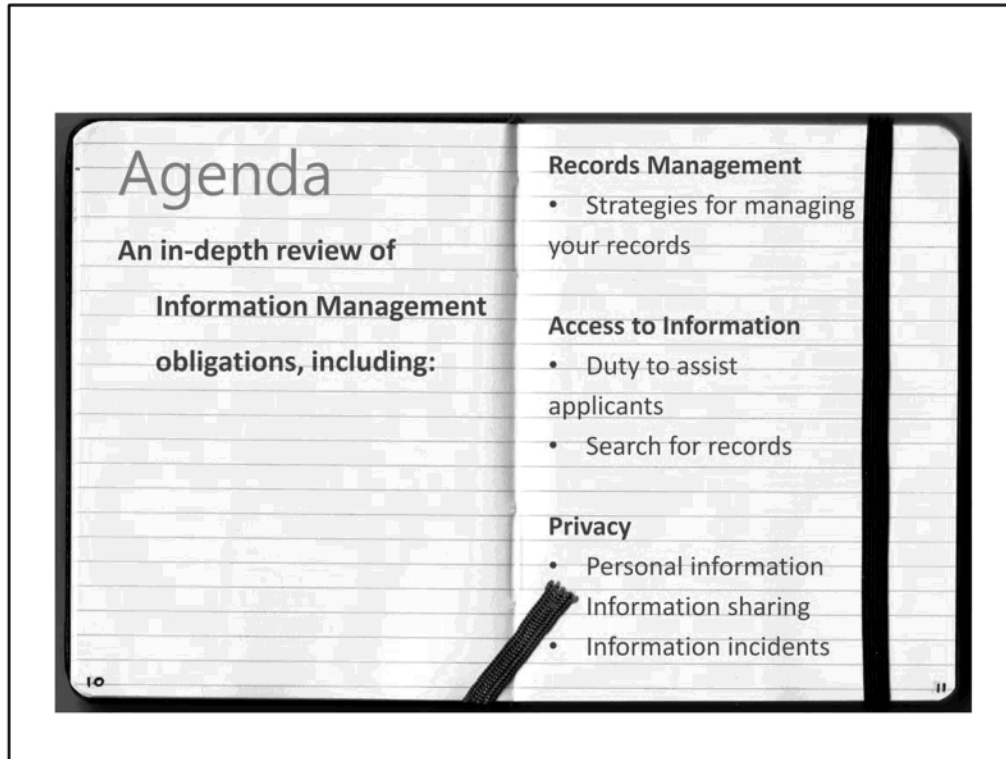 Agenda
An in-depth review of
Information Management
obligations, including:
10
Records Management
• Strategies for managing
your records
Access to Information
• Duty to assist
applicants
• Search for records
Privacy
• Personal information
Information sharing
• Information incidents
11